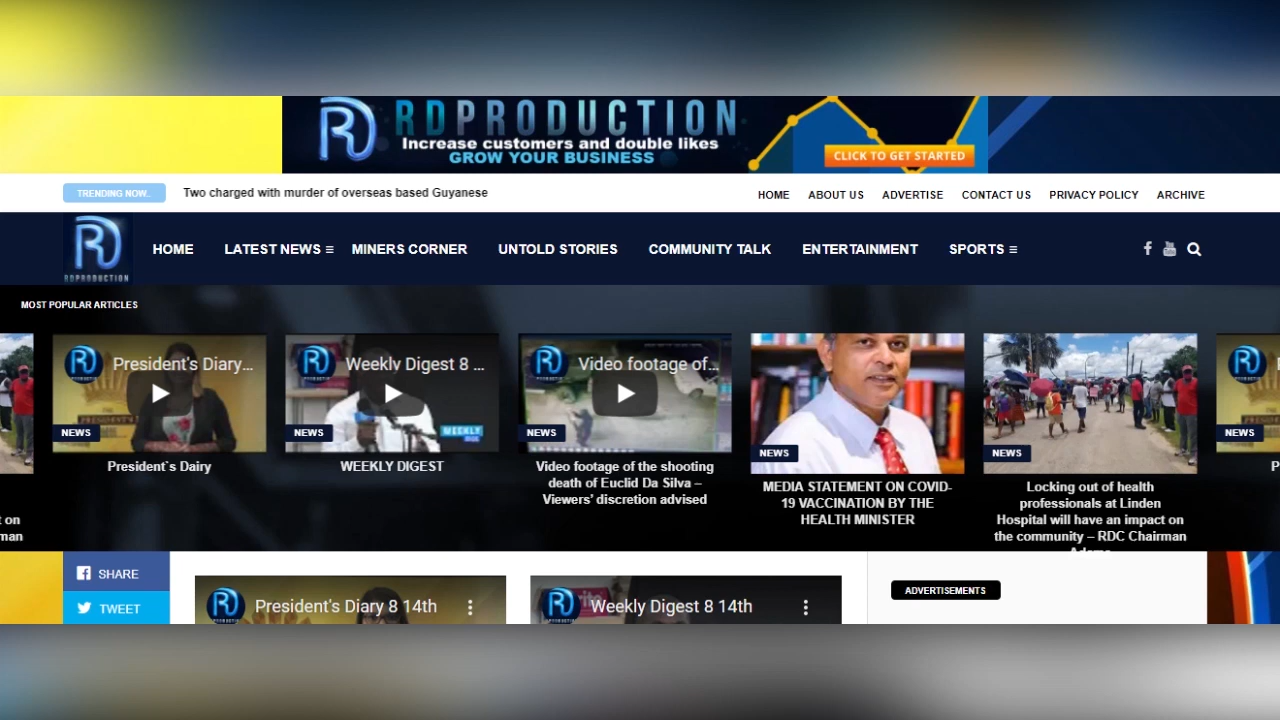 RDPRODUCTION
Increase customers and double likes
GROW YOUR BUSINESS
CLICK TO GET STARTED
TRENDING NOW..
Two charged with murder of overseas based Guyanese
HOME ABOUT US ADVERTISE CONTACT US PRIVACY POLICY ARCHIVE
RDPRODUCTION
HOME LATEST NEWS ≡ MINERS CORNER UNTOLD STORIES COMMUNITY TALK ENTERTAINMENT SPORTS ≡
MOST POPULAR ARTICLES
President's Diary...
NEWS
President`s Dairy
Weekly Digest 8 ...
WEEKLY
NEWS
WEEKLY DIGEST
Video footage of...
NEWS
Video footage of the shooting
death of Euclid Da Silva –
Viewers’ discretion advised
NEWS
MEDIA STATEMENT ON COVID-
19 VACCINATION BY THE
HEALTH MINISTER
NEWS
Locking out of health
professionals at Linden
Hospital will have an impact on
the community – RDC Chairman
Adams
NEWS
t on
man
SHARE
TWEET
President's Diary 8 14th
Weekly Digest 8 14th
ADVERTISEMENTS